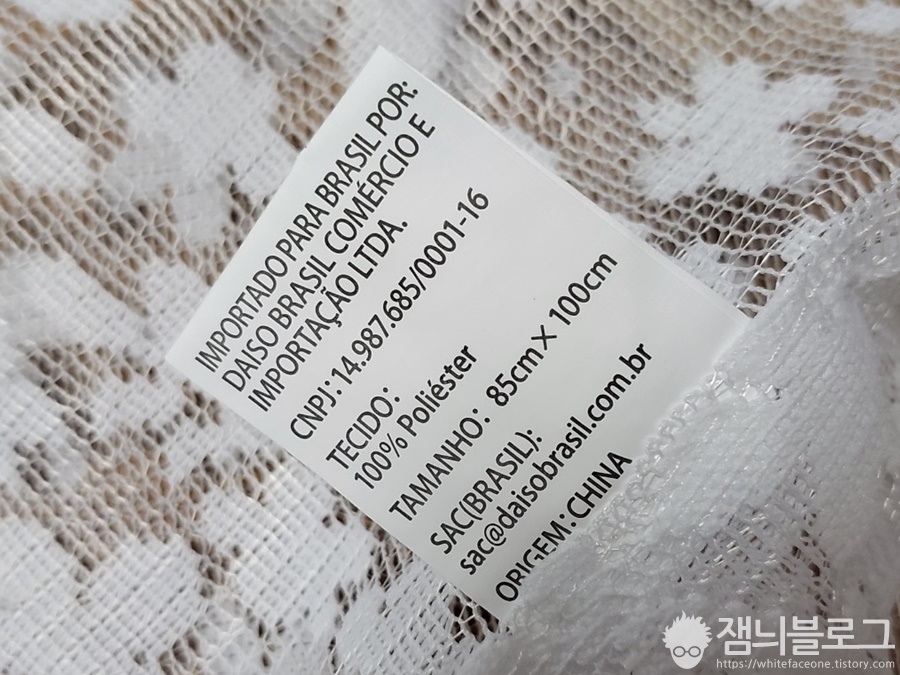 IMPORTADO PARA BRASIL POR:
DAISO BRASIL COMÉRCIO E
IMPORTAÇÃO LTDA.
CNPJ: 14.987.685/0001-16
TECIDO:
100% Poliéster
TAMANHO: 85cm × 100cm
SAC(BRASIL):
sac@daisobrasil.com.br
ORIGEM: CHINA
잼늬블로그
https://whitefaceone.tistory.com